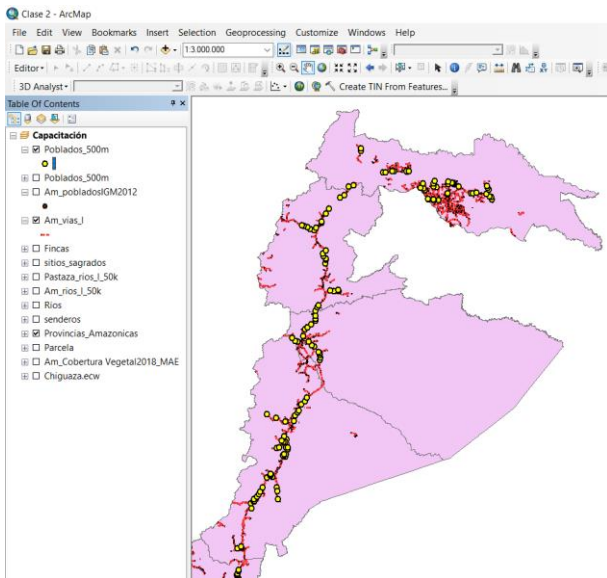 Clase 2 - ArcMap
File Edit View Bookmarks Insert Selection Geoprocessing Customize Windows Help
1:3.000.000
Editor
3D Analyst Create TIN From Features...
Table Of Contents
Capacitación
Poblados_500m
Poblados_500m
Am_pobladosIGM2012
Am_vias_l
Fincas
sitios_sagrados
Pastaza_rios_l_50k
Am_rios_l_50k
Rios
senderos
Provincias_Amazonicas
Parcela
Am_Cobertura Vegetal2018_MAE
Chiguaza.ecw